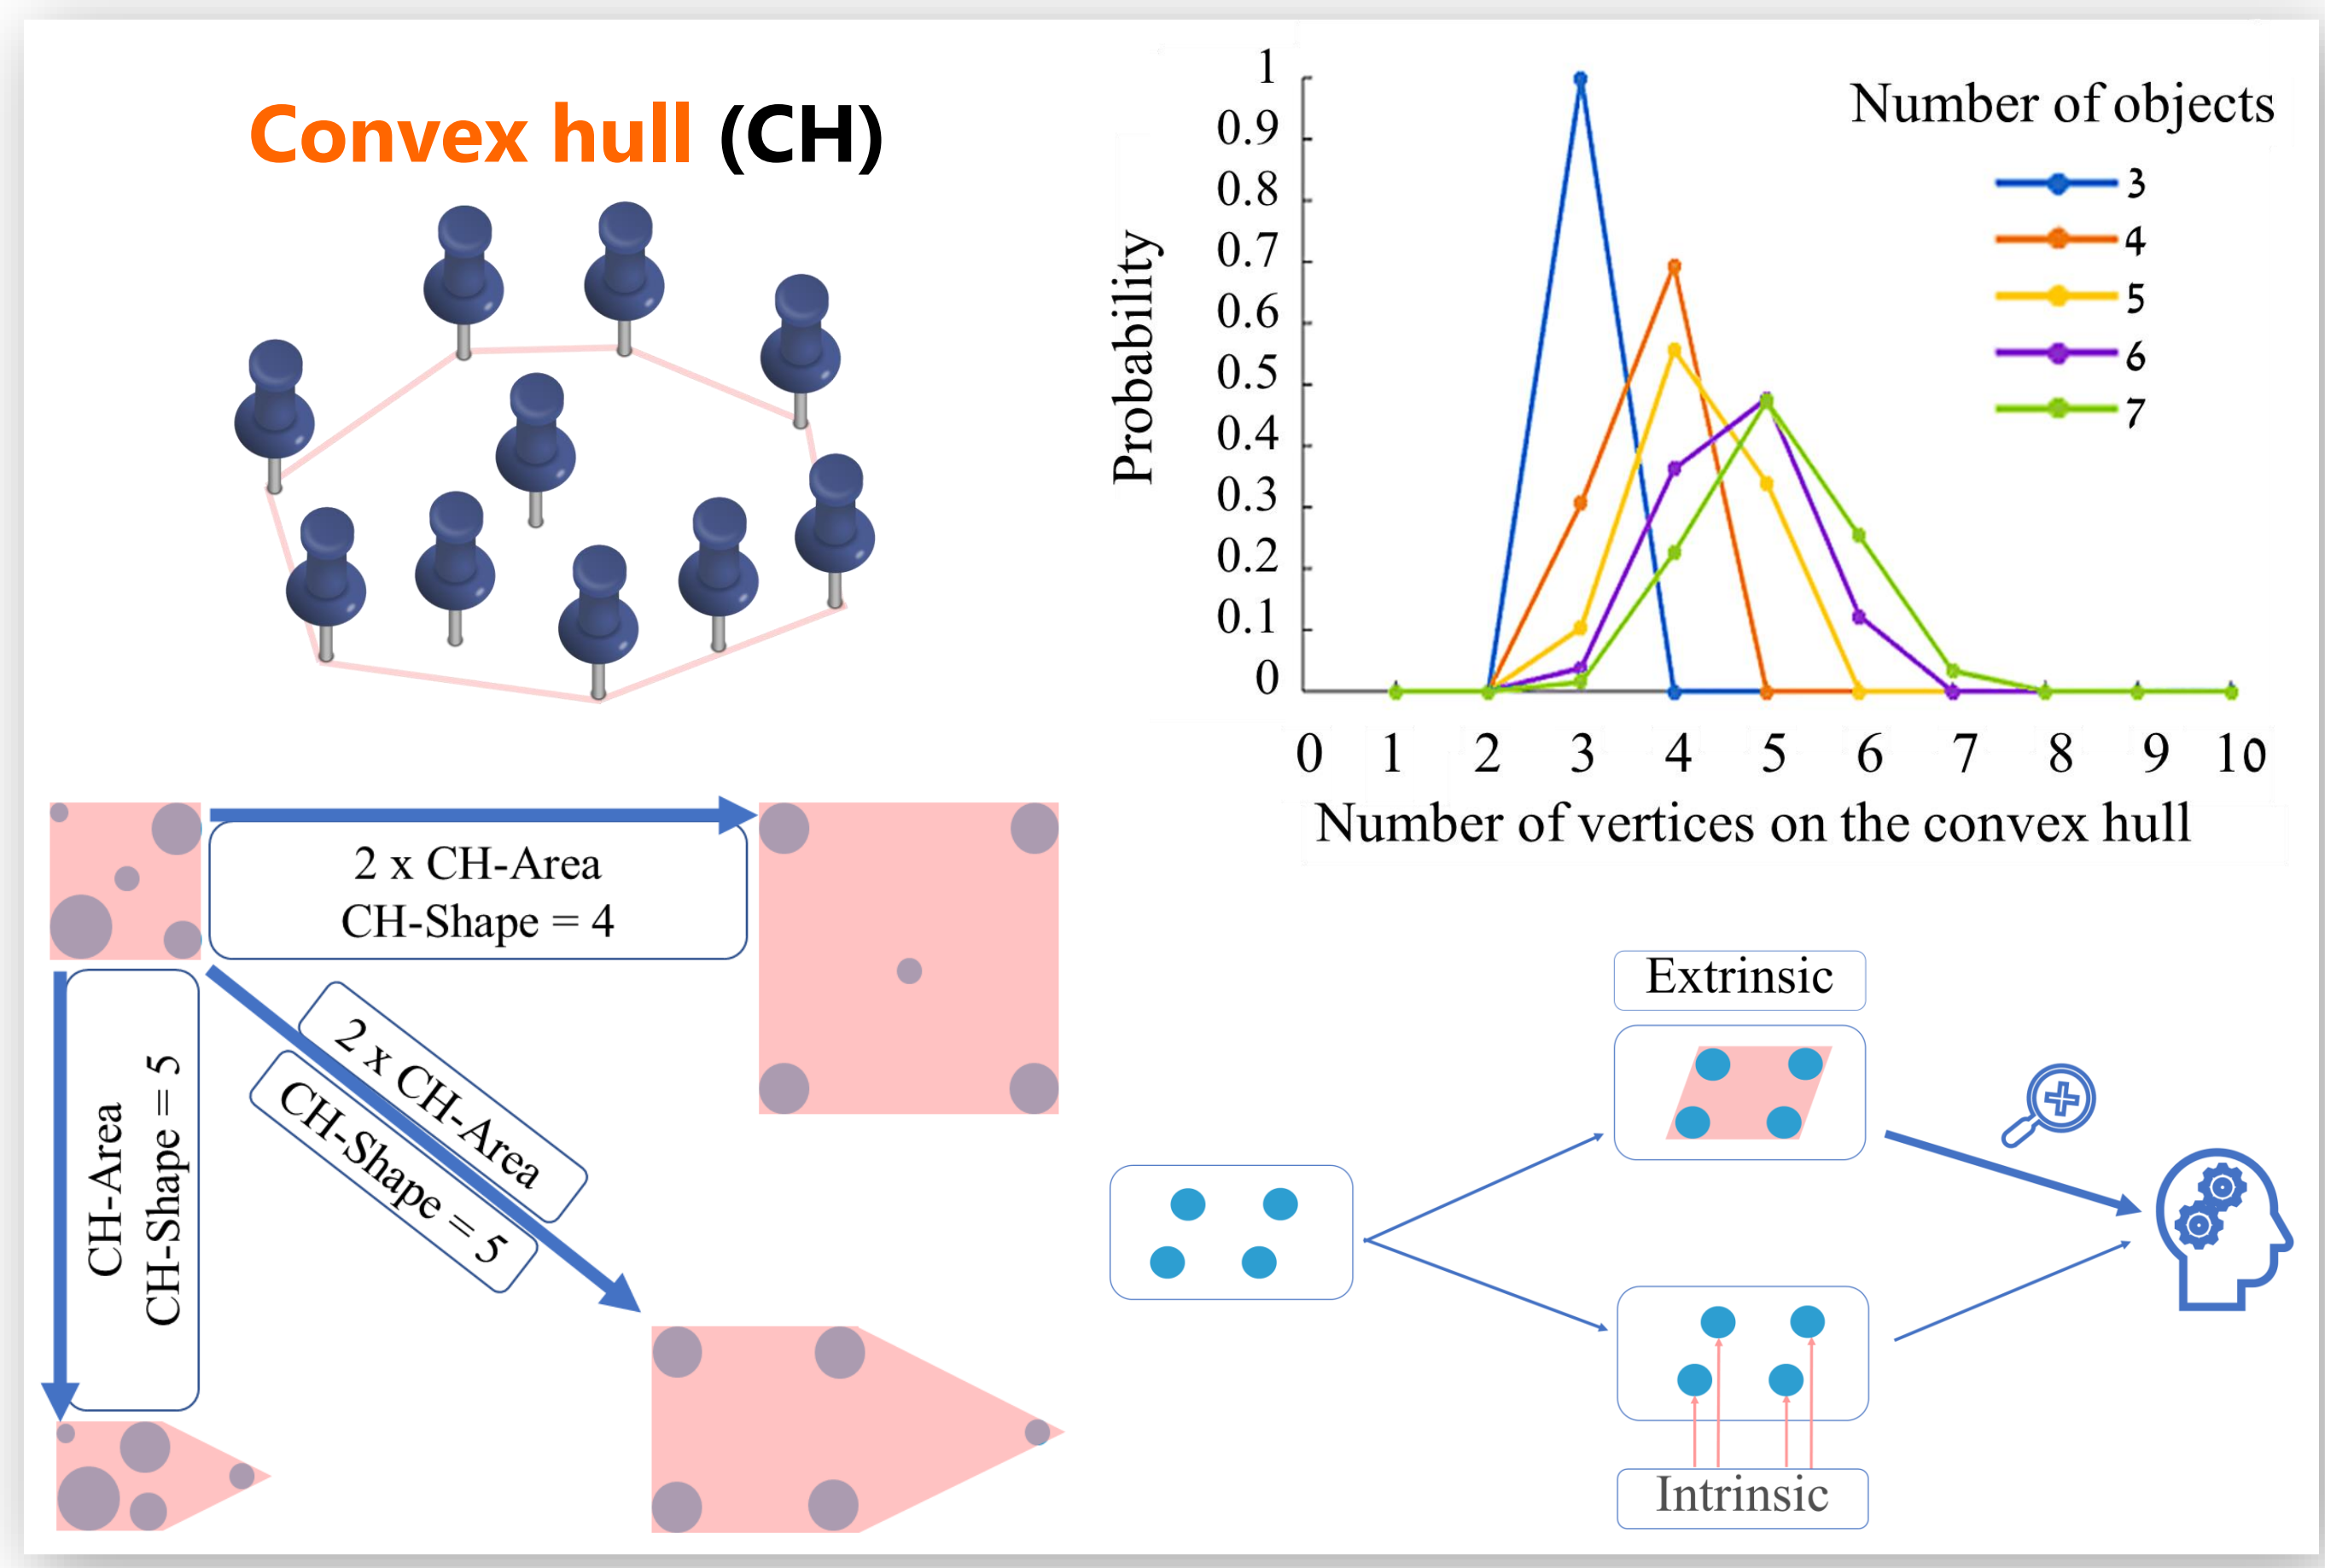 Convex hull (CH)
Probability
1
0.9
0.8
0.7
0.6
0.5
0.4
0.3
0.2
0.1
0
0 1 2 3 4 5 6 7 8 9 10
Number of vertices on the convex hull
Number of objects
3
4
5
6
7
2 x CH-Area
CH-Shape = 4
CH-Area
CH-Shape = 5
2 x CH-Area
CH-Shape = 5
Extrinsic
Intrinsic